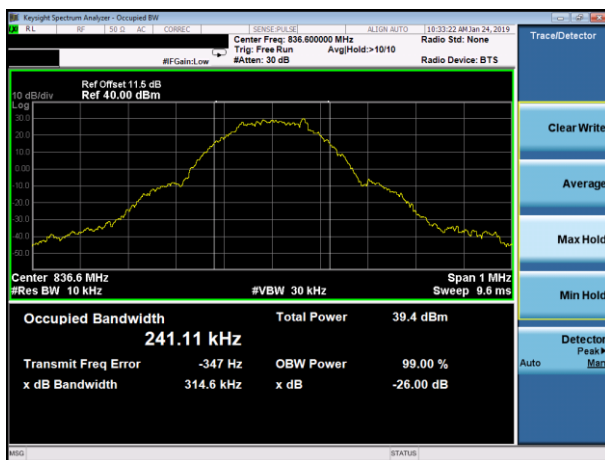 Keysight Spectrum Analyzer - Occupied BW
RL RF 50 Ω AC CORREC SENSE:PULSE ALIGN AUTO 10:33:22 AM Jan 24, 2019
Center Freq: 836.600000 MHz Radio Std: None
Trig: Free Run Avg|Hold:>10/10
#IFGain:Low #Atten: 30 dB Radio Device: BTS
Ref Offset 11.5 dB
10 dB/div Ref 40.00 dBm
Log
30.0
20.0
10.0
0.00
-10.0
-20.0
-30.0
-40.0
-50.0
Center 836.6 MHz Span 1 MHz
#Res BW 10 kHz #VBW 30 kHz Sweep 9.6 ms
Occupied Bandwidth Total Power 39.4 dBm
241.11 kHz
Transmit Freq Error -347 Hz OBW Power 99.00 %
x dB Bandwidth 314.6 kHz x dB -26.00 dB
MSG STATUS
Trace/Detector
Clear Write
Average
Max Hold
Min Hold
Detector
Peak▶
Auto Man